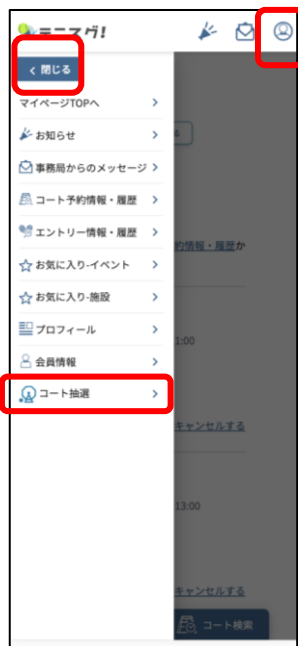 テニスグ!
< 閉じる
マイページTOPへ
お知らせ
事務局からのメッセージ
コート予約情報・履歴
エントリー情報・履歴
約情報・履歴か
お気に入り-イベント
お気に入り-施設
プロフィール
1:00
会員情報
コート抽選
キャンセルする
13:00
キャンセルする
コート検索